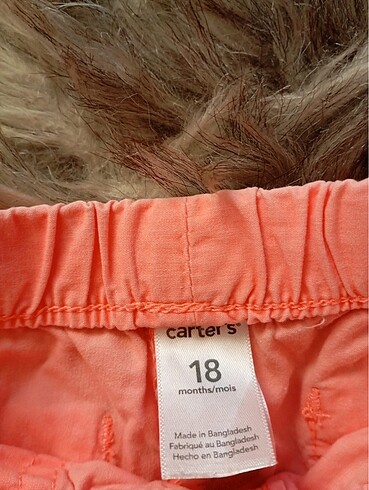 carter's®
18
months/mois
Made in Bangladesh
Fabriqué au Bangladesh
Hecho en Bangladesh